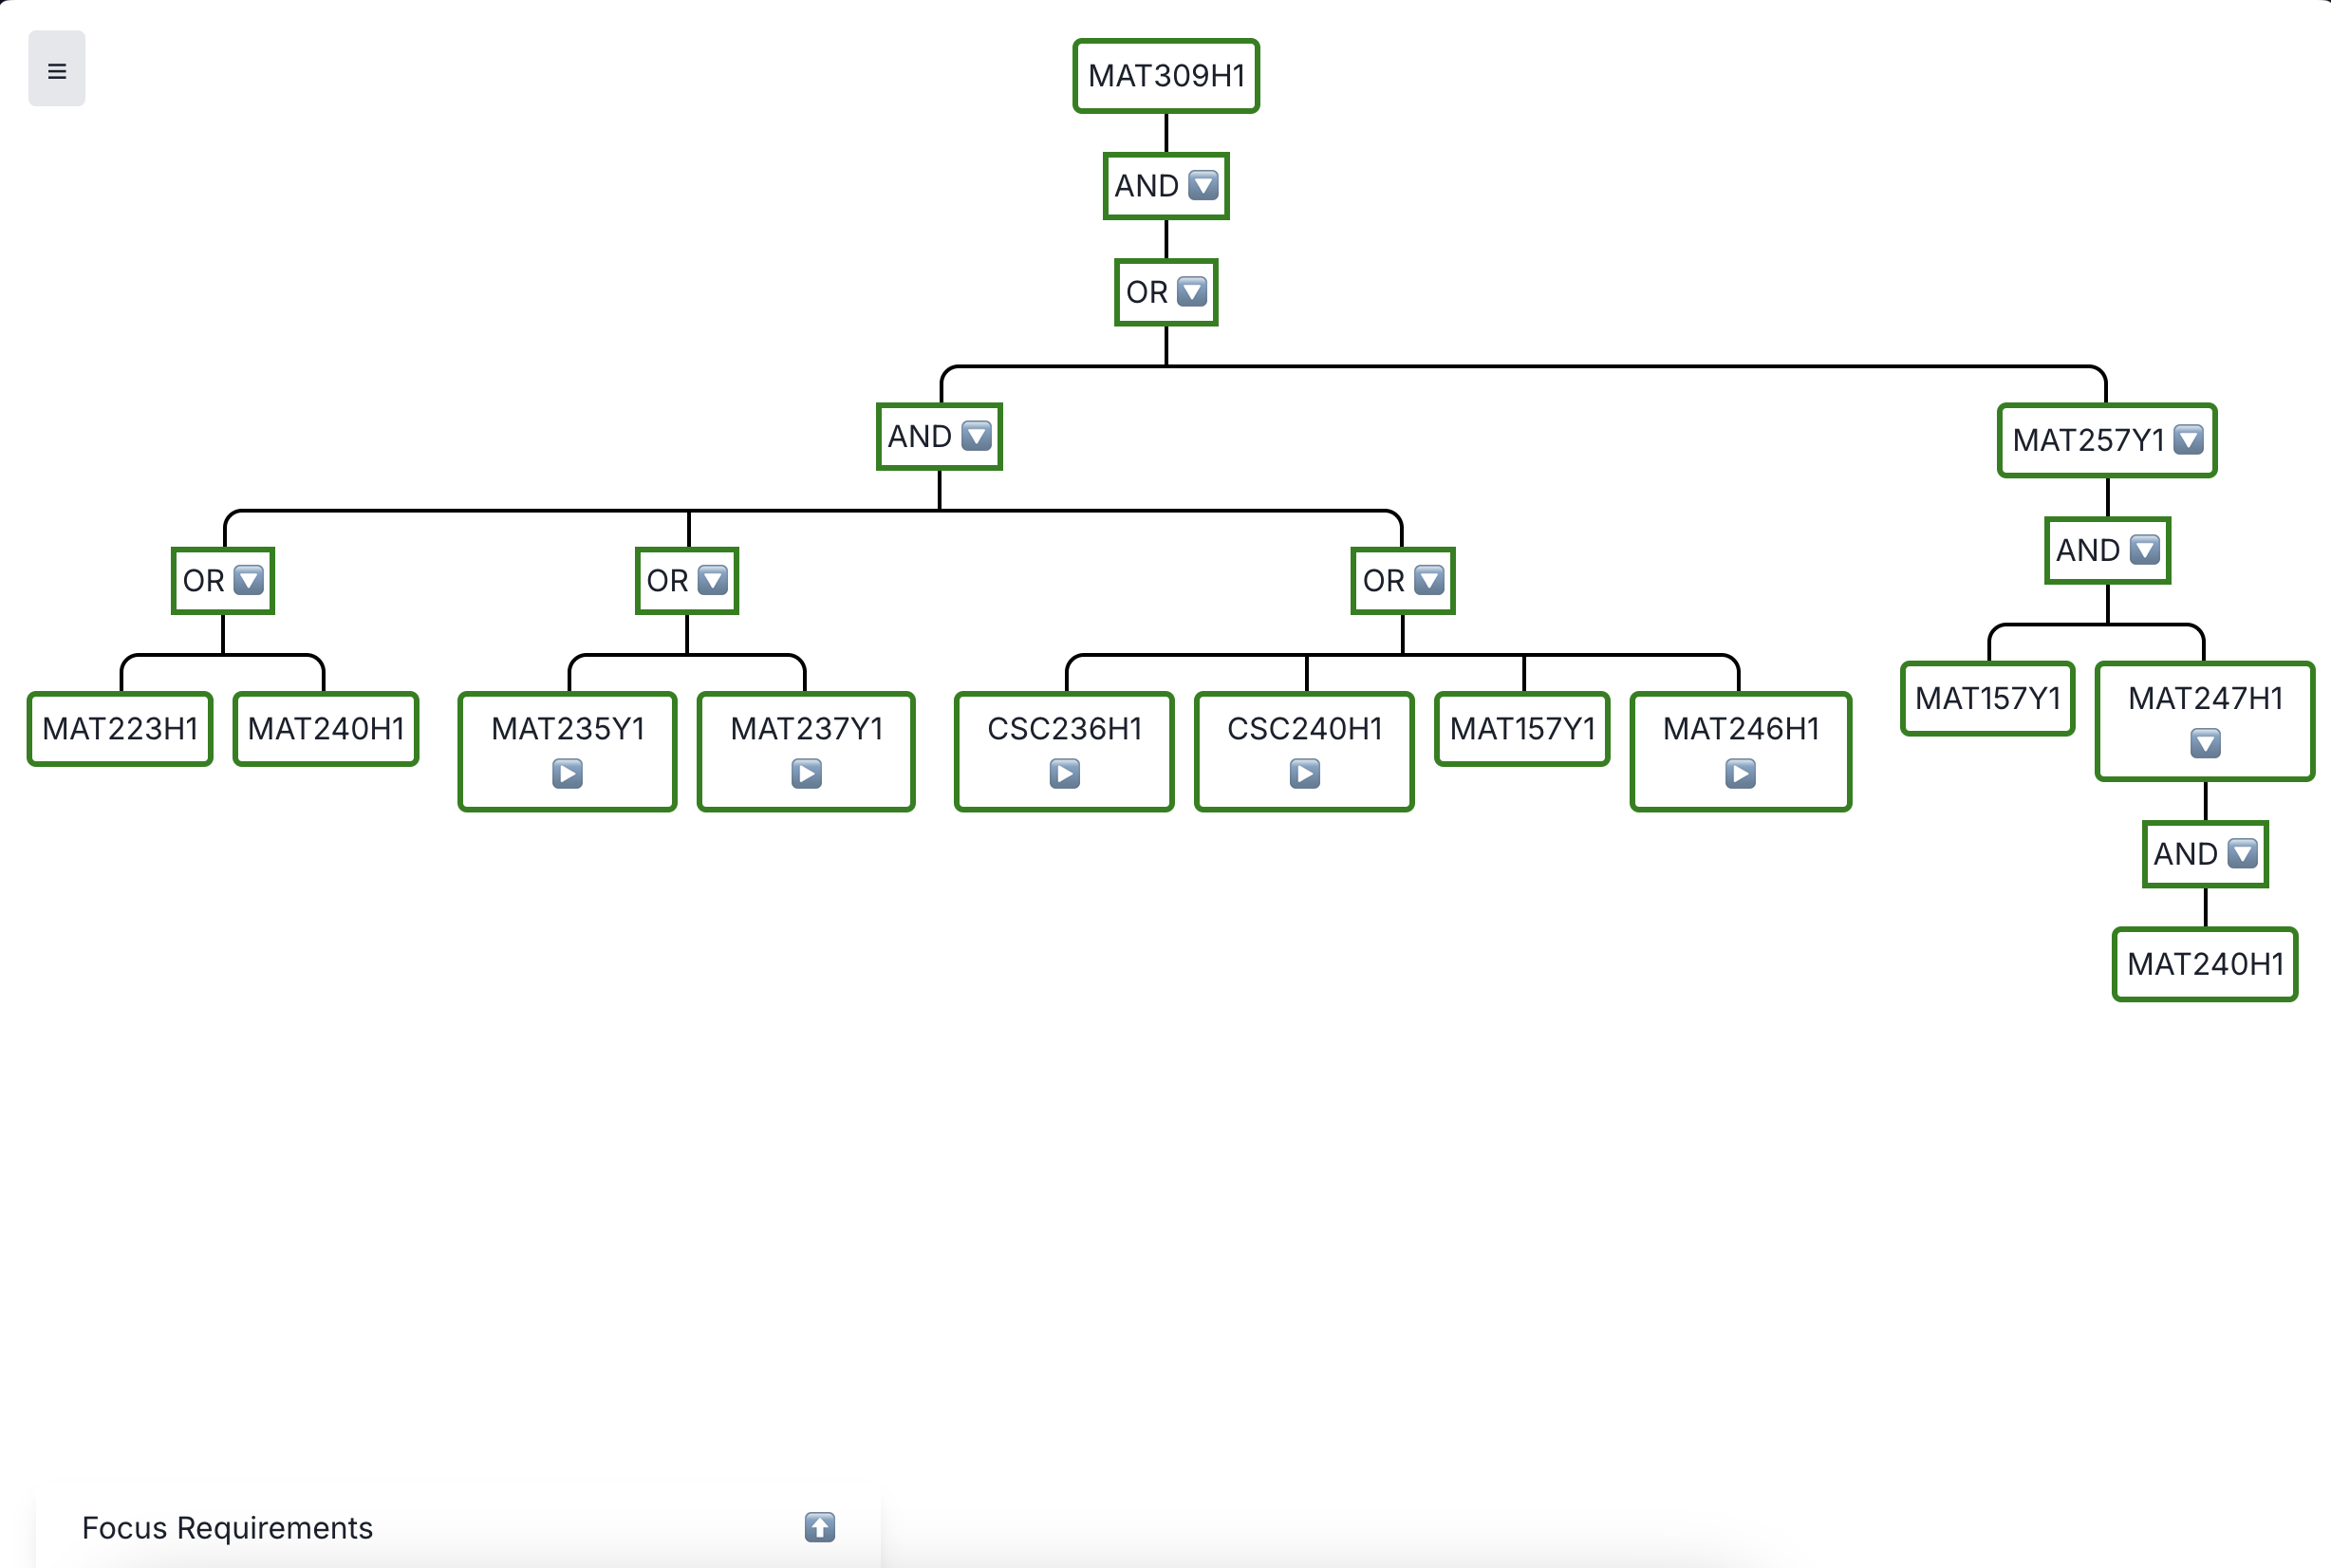 MAT309H1
AND
OR
AND
MAT257Y1
AND
OR
OR
OR
MAT157Y1
MAT247H1
MAT223H1
MAT240H1
MAT235Y1
MAT237Y1
CSC236H1
CSC240H1
MAT157Y1
MAT246H1
AND
MAT240H1
Focus Requirements